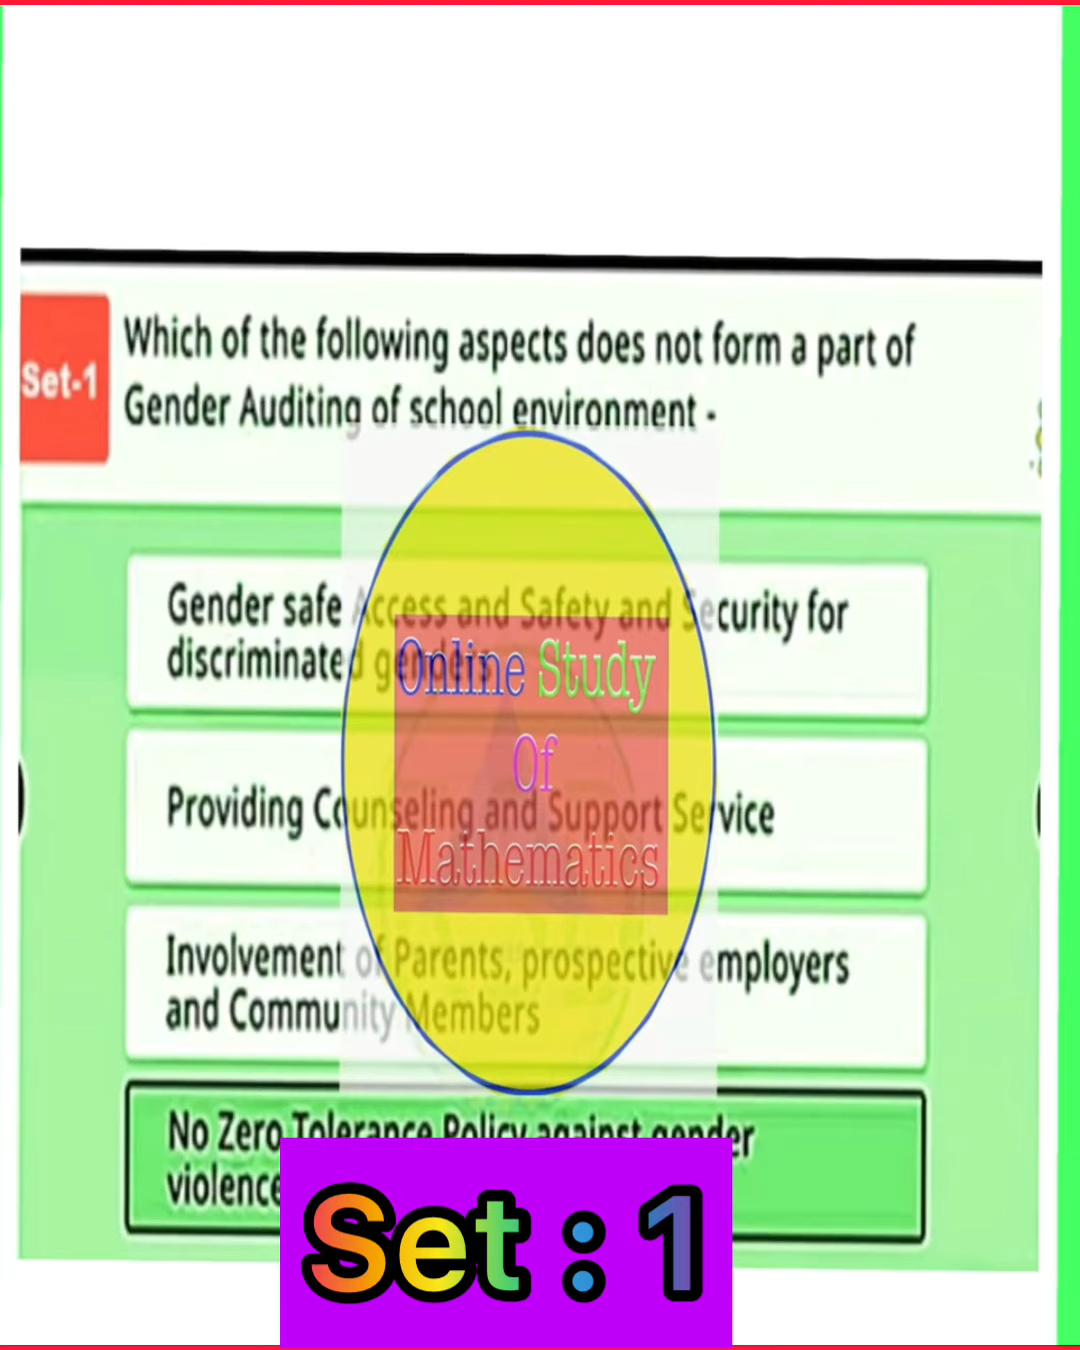 Set-1
Which of the following aspects does not form a part of
Gender Auditing of school environment -
Gender safe Access and Safety and Security for
discriminated genders
Providing Counseling and Support Service
Involvement of Parents, prospective employers
and Community Members
No Zero Tolerance Policy against gender
violence
Online Study
Of
Mathematics
Set : 1